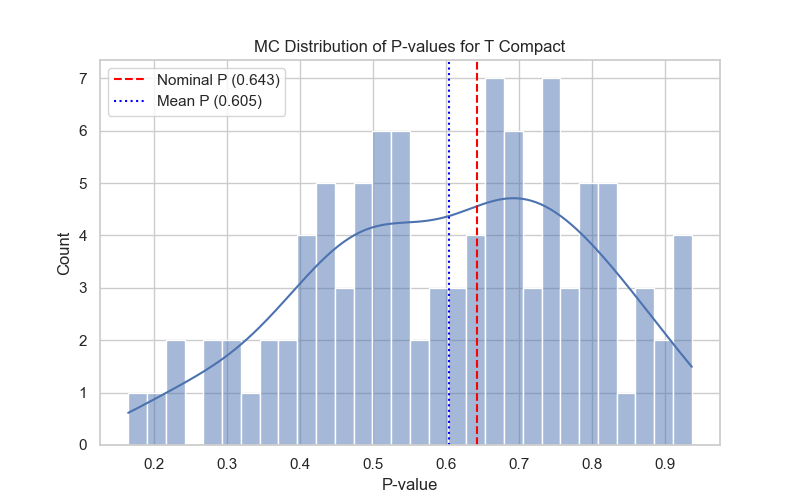 MC Distribution of P-values for T Compact
Nominal P (0.643)
Mean P (0.605)
7
6
5
4
3
2
1
0
Count
0.2 0.3 0.4 0.5 0.6 0.7 0.8 0.9
P-value